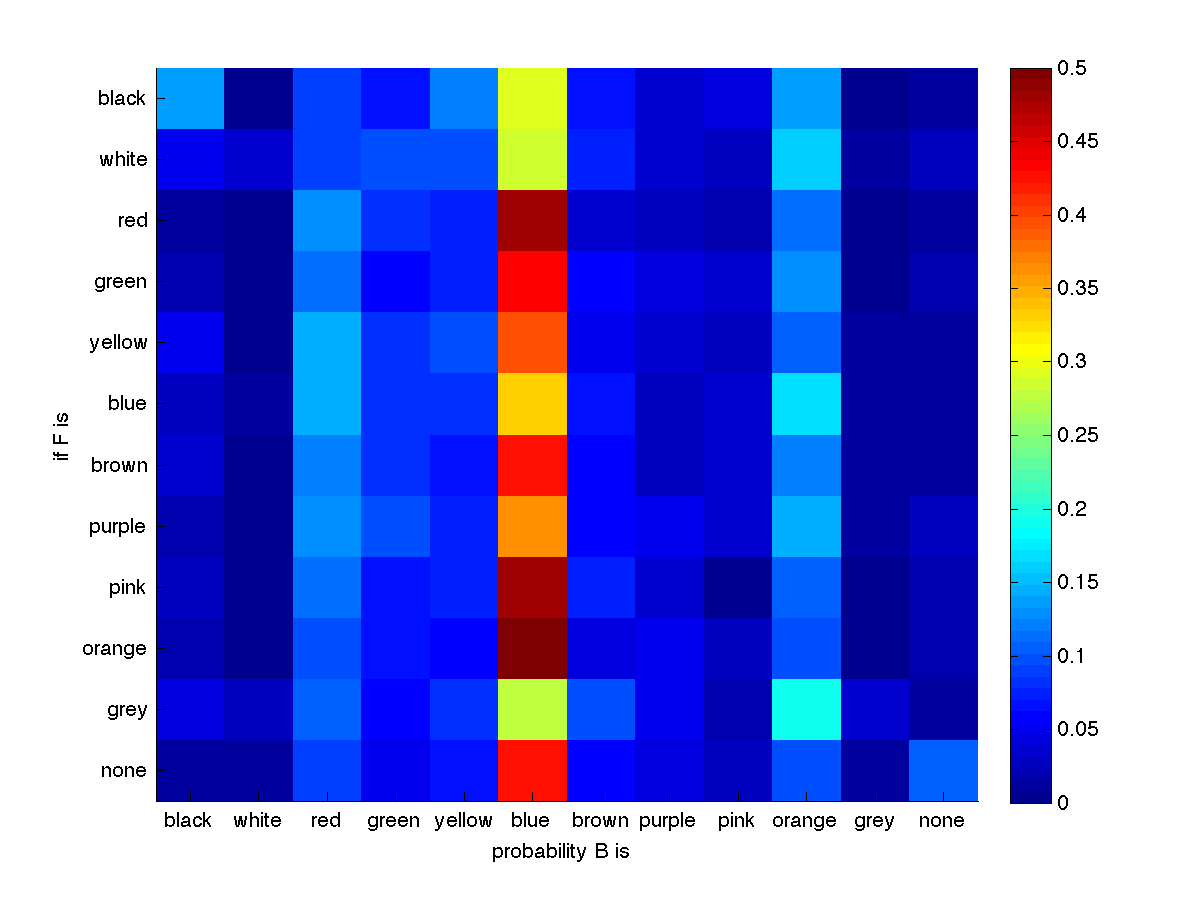 black
white
red
green
yellow
blue
brown
purple
pink
orange
grey
none
if F is
black white red green yellow blue brown purple pink orange grey none
probability B is
0.5
0.45
0.4
0.35
0.3
0.25
0.2
0.15
0.1
0.05
0